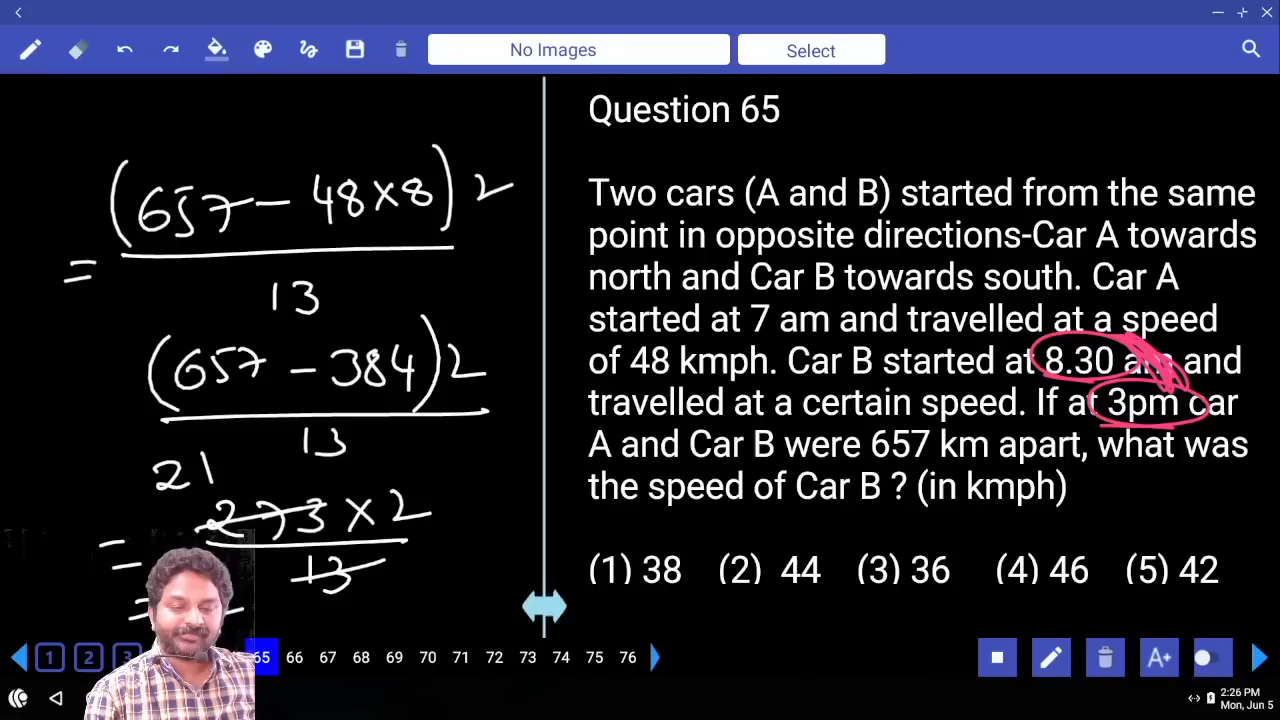 No Images
Select
(657 - 48×8) 2
=
13
(657 - 384) 2
13
21
= 273 × 2
13
=
Question 65
Two cars (A and B) started from the same
point in opposite directions-Car A towards
north and Car B towards south. Car A
started at 7 am and travelled at a speed
of 48 kmph. Car B started at 8.30 am and
travelled at a certain speed. If at 3pm car
A and Car B were 657 km apart, what was
the speed of Car B ? (in kmph)
(1) 38 (2) 44 (3) 36 (4) 46 (5) 42
1 2 3 65 66 67 68 69 70 71 72 73 74 75 76
A+
2:26 PM
Mon, Jun 5